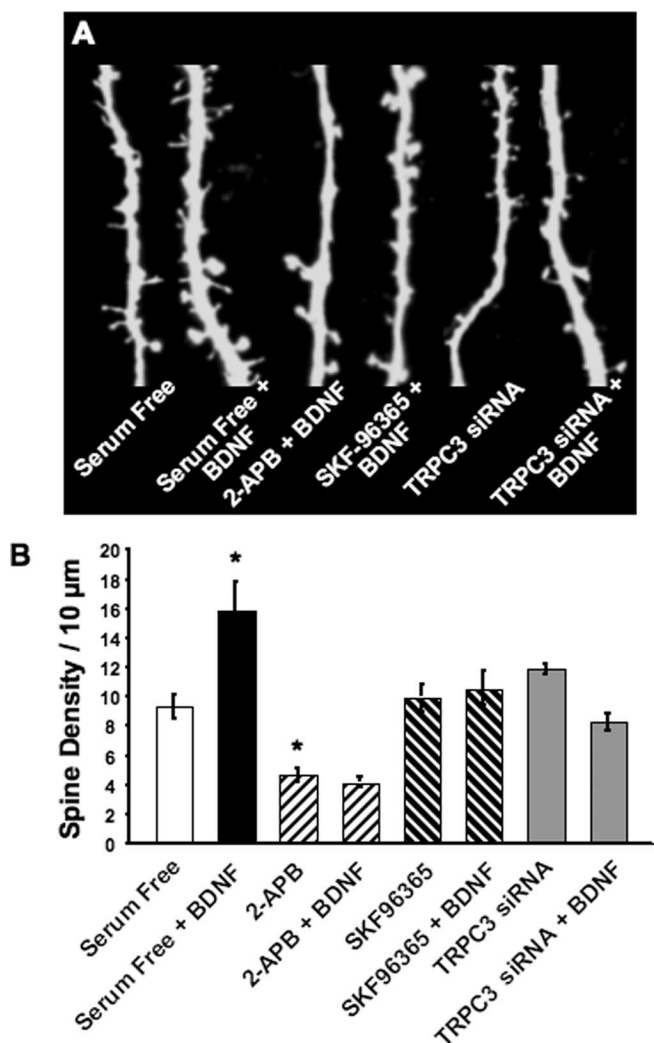 A
Serum Free
Serum Free +
BDNF
2-APB + BDNF
SKF-96365 +
BDNF
TRPC3 siRNA
TRPC3 siRNA +
BDNF
B
Spine Density / 10 µm
20
18
16
14
12
10
8
6
4
2
0
*
*
Serum Free
Serum Free + BDNF
2-APB
2-APB + BDNF
SKF96365
SKF96365 + BDNF
TRPC3 siRNA
TRPC3 siRNA + BDNF